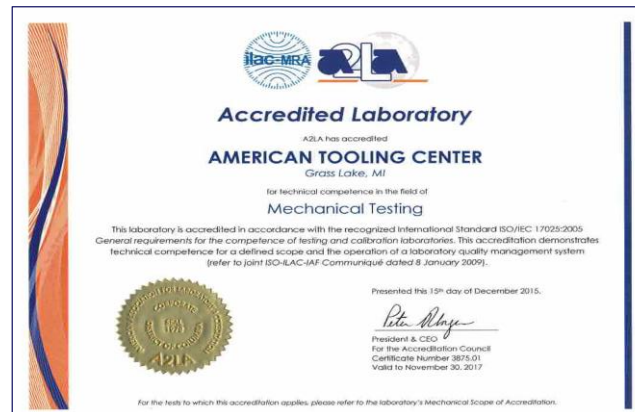 ilac-MRA
A2La
Accredited Laboratory
A2LA has accredited
AMERICAN TOOLING CENTER
Grass Lake, MI
for technical competence in the field of
Mechanical Testing
This laboratory is accredited in accordance with the recognized International Standard ISO/IEC 17025:2005
General requirements for the competence of testing and calibration laboratories. This accreditation demonstrates
technical competence for a defined scope and the operation of a laboratory quality management system
(refer to joint ISO-ILAC-IAF Communiqué dated 8 January 2009).
Presented this 15th day of December 2015.
President & CEO
For the Accreditation Council
Certificate Number 3875.01
Valid to November 30, 2017
A2LA
For the tests to which this accreditation applies, please refer to the laboratory's Mechanical Scope of Accreditation.